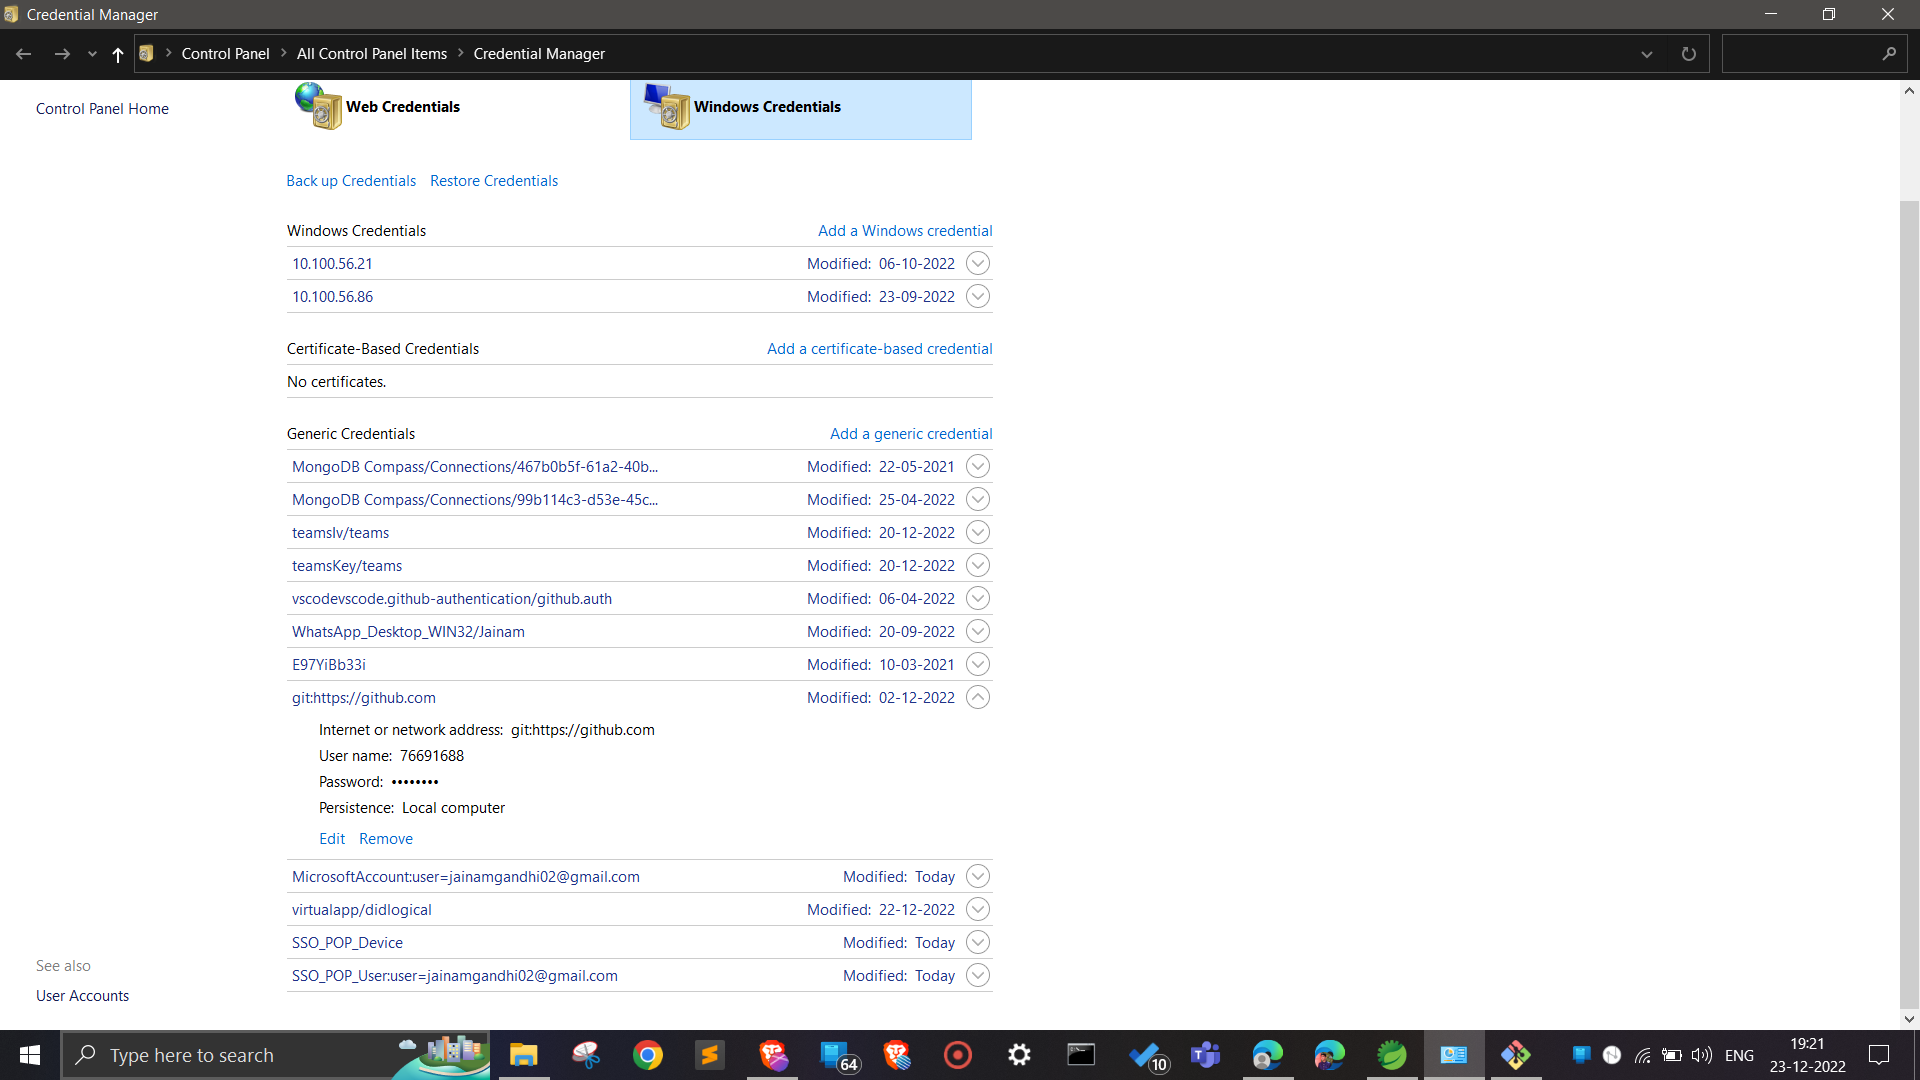 Credential Manager
Control Panel
All Control Panel Items
Credential Manager
Control Panel Home
Web Credentials
Windows Credentials
Back up Credentials Restore Credentials
Windows Credentials Add a Windows credential
10.100.56.21 Modified: 06-10-2022
10.100.56.86 Modified: 23-09-2022
Certificate-Based Credentials Add a certificate-based credential
No certificates.
Generic Credentials Add a generic credential
MongoDB Compass/Connections/467b0b5f-61a2-40b... Modified: 22-05-2021
MongoDB Compass/Connections/99b114c3-d53e-45c... Modified: 25-04-2022
teamsIv/teams Modified: 20-12-2022
teamsKey/teams Modified: 20-12-2022
vscodevscode.github-authentication/github.auth Modified: 06-04-2022
WhatsApp_Desktop_WIN32/Jainam Modified: 20-09-2022
E97YiBb33i Modified: 10-03-2021
git:https://github.com Modified: 02-12-2022
Internet or network address: git:https://github.com
User name: 76691688
Password: ••••••••
Persistence: Local computer
Edit Remove
MicrosoftAccount:user=jainamgandhi02@gmail.com Modified: Today
virtualapp/didlogical Modified: 22-12-2022
SSO_POP_Device Modified: Today
SSO_POP_User:user=jainamgandhi02@gmail.com Modified: Today
See also
User Accounts
Type here to search
64
10
ENG
19:21
23-12-2022